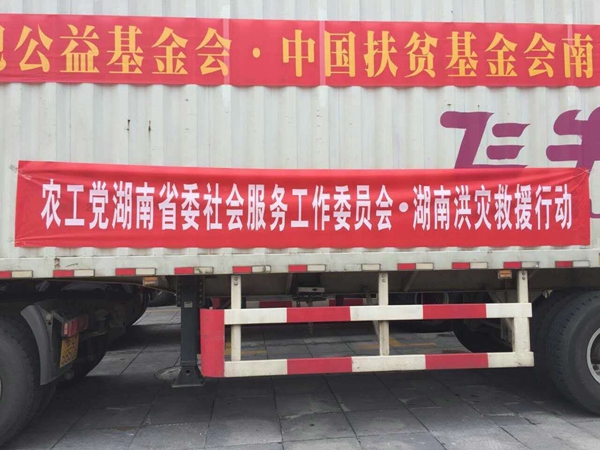 公益基金会·中国扶贫基金会南
飞
农工党湖南省委社会服务工作委员会·湖南洪灾救援行动